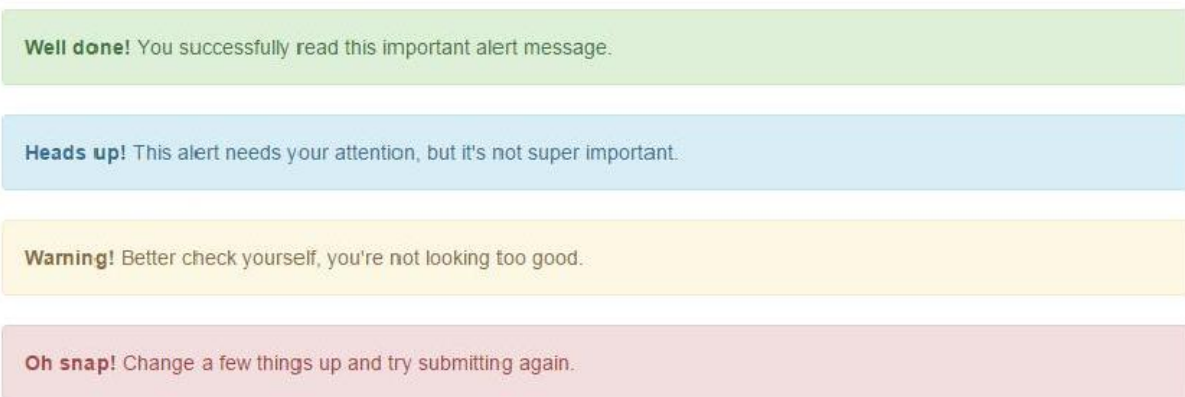 Well done! You successfully read this important alert message.
Heads up! This alert needs your attention, but it's not super important.
Warning! Better check yourself, you're not looking too good.
Oh snap! Change a few things up and try submitting again.